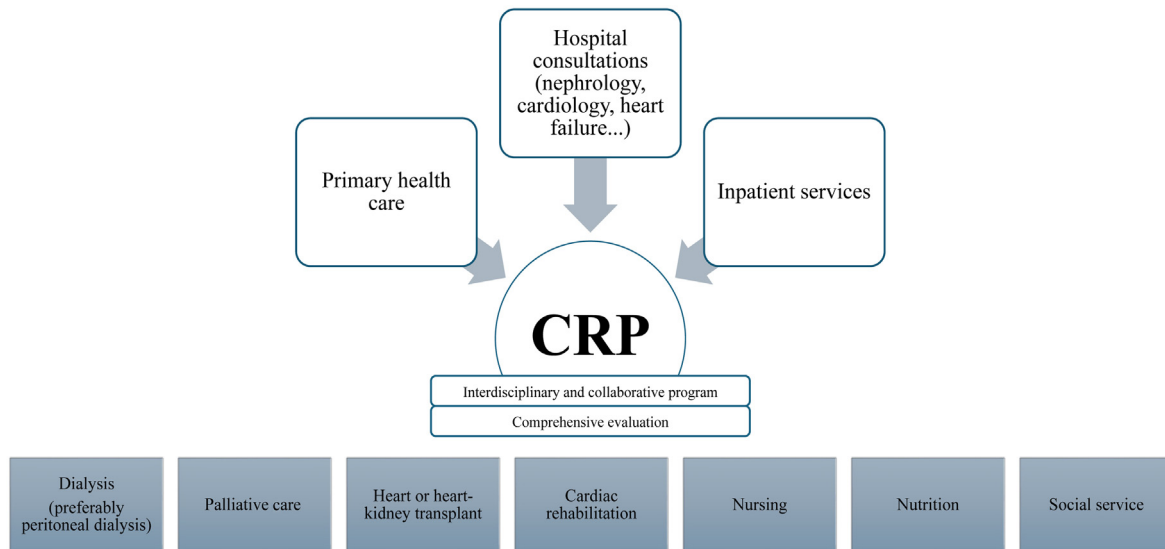 Hospital
consultations
(nephrology,
cardiology, heart
failure...)
Primary health
care
Inpatient services
CRP
Interdisciplinary and collaborative program
Comprehensive evaluation
Dialysis
(preferably
peritoneal dialysis)
Palliative care
Heart or heart-
kidney transplant
Cardiac
rehabilitation
Nursing
Nutrition
Social service